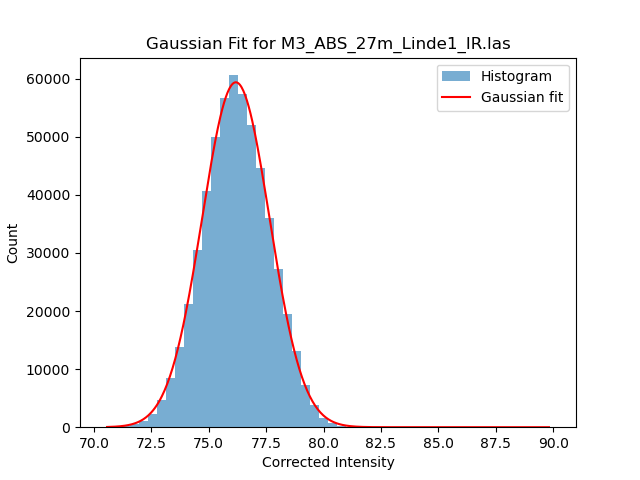 Gaussian Fit for M3_ABS_27m_Linde1_IR.las
Histogram
Gaussian fit
60000
50000
40000
30000
20000
10000
0
Count
70.0 72.5 75.0 77.5 80.0 82.5 85.0 87.5 90.0
Corrected Intensity